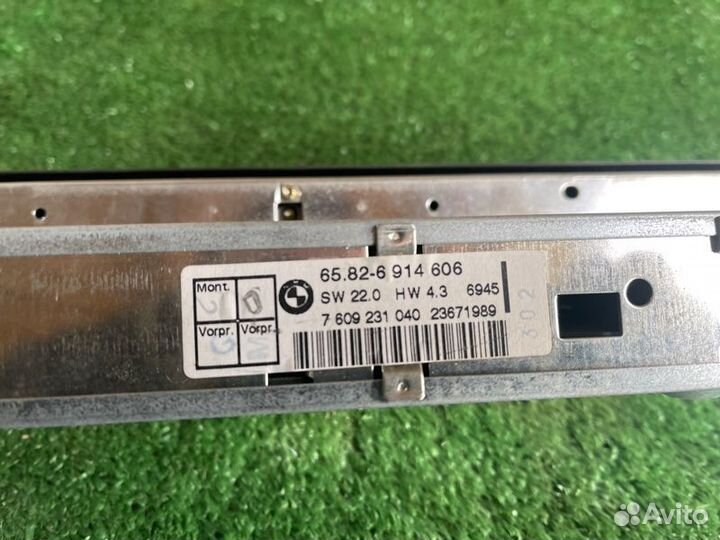 65.82-6 914 606
SW 22.0 HW 4.3 6945
7 609 231 040 23671989
Mont.
2
Vorpr. Vorpr.
G M
302
Avito